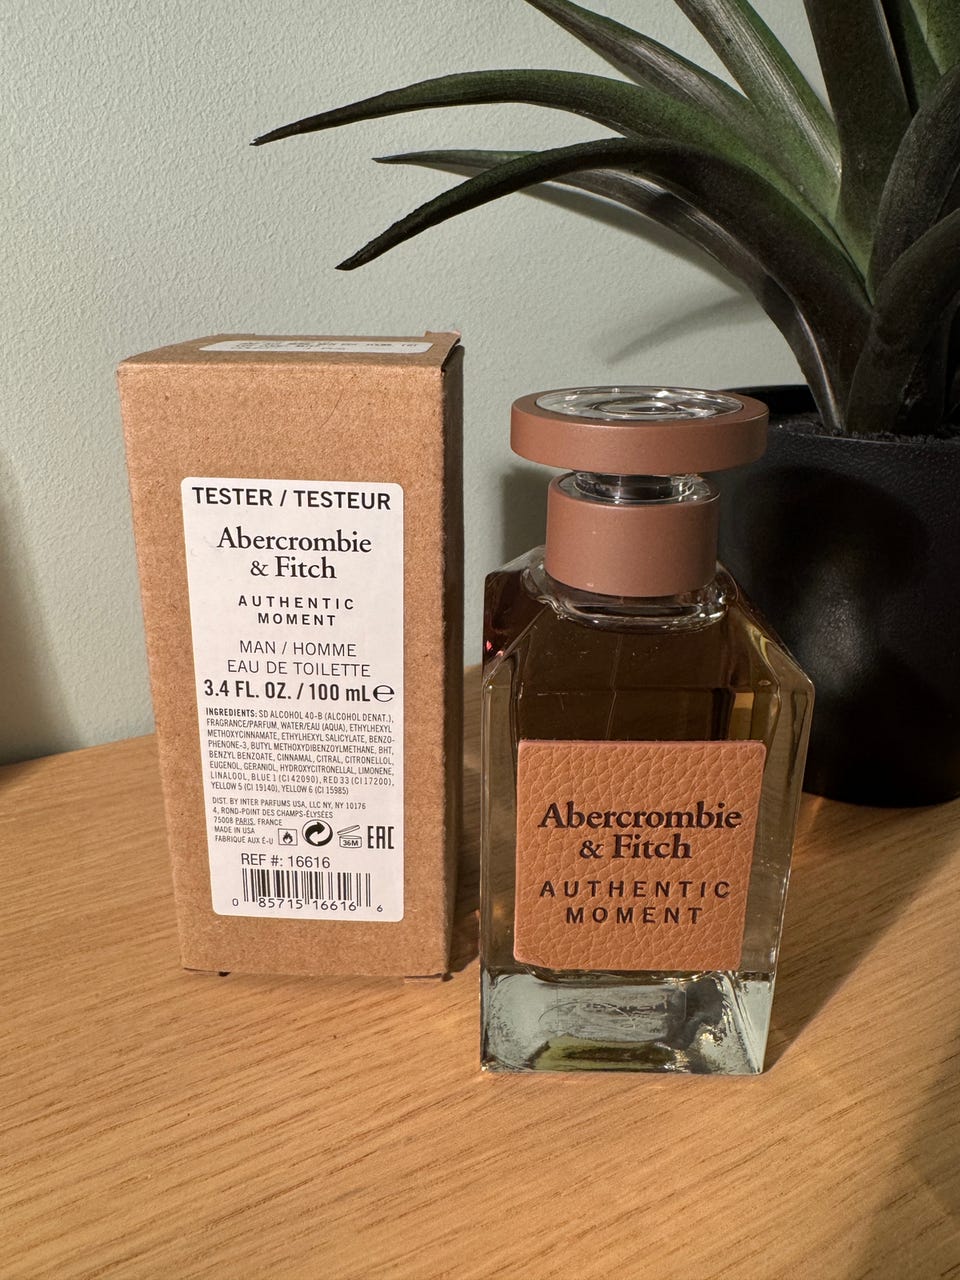 TESTER / TESTEUR
Abercrombie
& Fitch
AUTHENTIC
MOMENT
MAN / HOMME
EAU DE TOILETTE
3.4 FL. OZ. / 100 mL ℮
INGREDIENTS: SD ALCOHOL 40-B (ALCOHOL DENAT.),
FRAGRANCE/PARFUM, WATER/EAU (AQUA), ETHYLHEXYL
METHOXYCINNAMATE, ETHYLHEXYL SALICYLATE, BENZO-
PHENONE-3, BUTYL METHOXYDIBENZOYLMETHANE, BHT,
BENZYL BENZOATE, CINNAMAL, CITRAL, CITRONELLOL,
EUGENOL, GERANIOL, HYDROXYCITRONELLAL, LIMONENE,
LINALOOL, BLUE 1 (CI 42090), RED 33 (CI 17200),
YELLOW 5 (CI 19140), YELLOW 6 (CI 15985)
DIST. BY INTER PARFUMS USA, LLC NY, NY 10176
4, ROND-POINT DES CHAMPS-ÉLYSÉES
75008 PARIS, FRANCE
MADE IN USA
FABRIQUÉ AUX É-U
36M
EAC
REF #: 16616
0 85715 16616 6
Abercrombie
& Fitch
AUTHENTIC
MOMENT